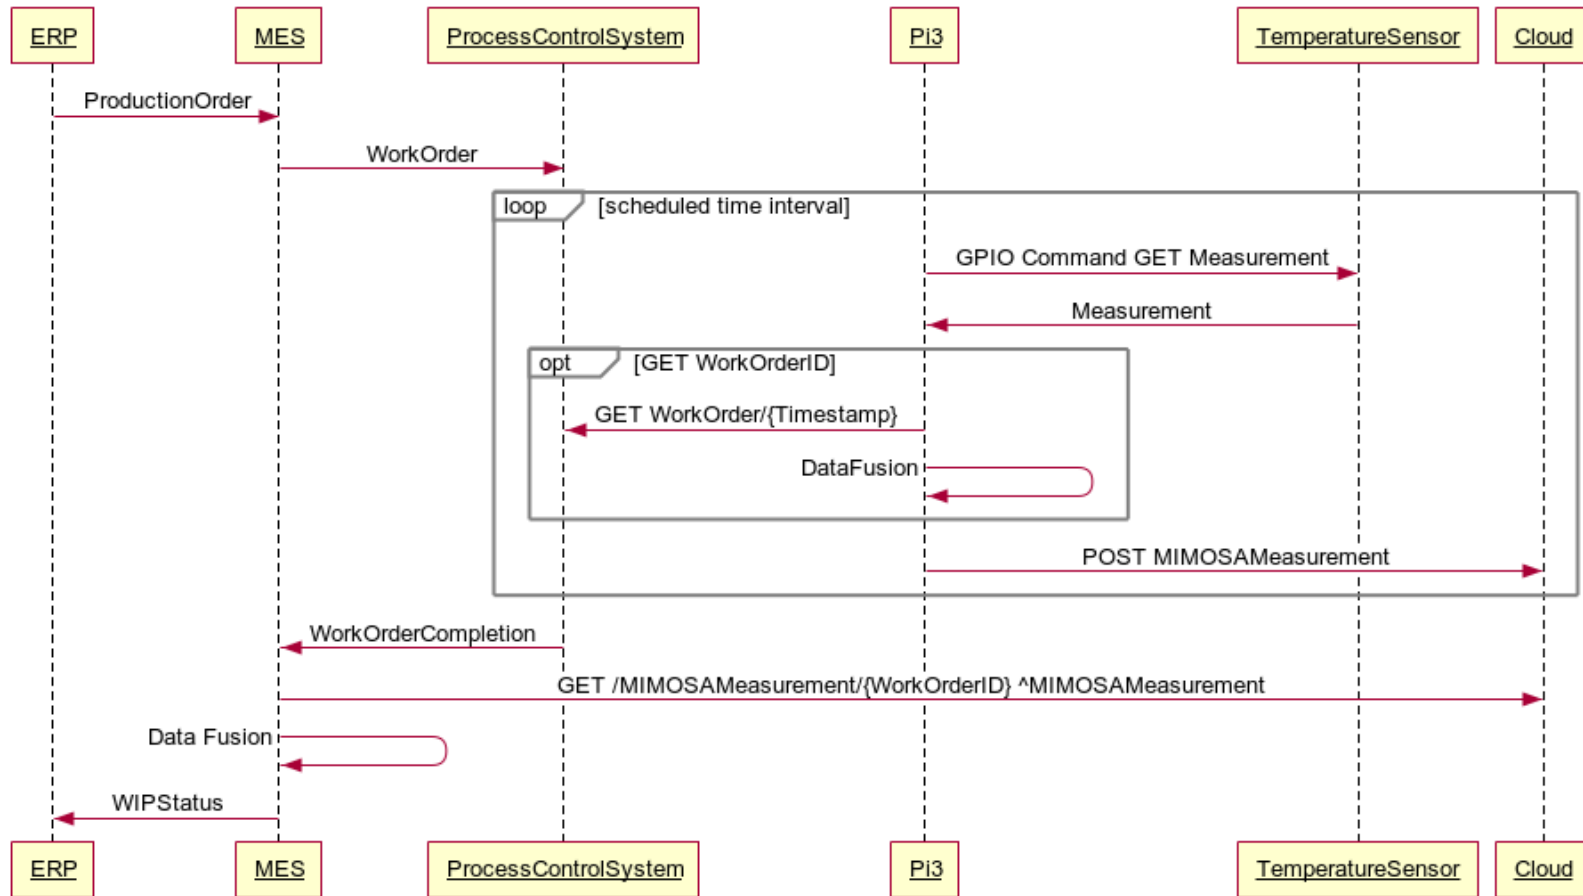 ERP MES ProcessControlSystem Pi3 TemperatureSensor Cloud
ProductionOrder
WorkOrder
loop [scheduled time interval]
GPIO Command GET Measurement
Measurement
opt [GET WorkOrderID]
GET WorkOrder/{Timestamp}
DataFusion
POST MIMOSAMeasurement
WorkOrderCompletion
GET /MIMOSAMeasurement/{WorkOrderID} ^MIMOSAMeasurement
Data Fusion
WIPStatus
ERP MES ProcessControlSystem Pi3 TemperatureSensor Cloud